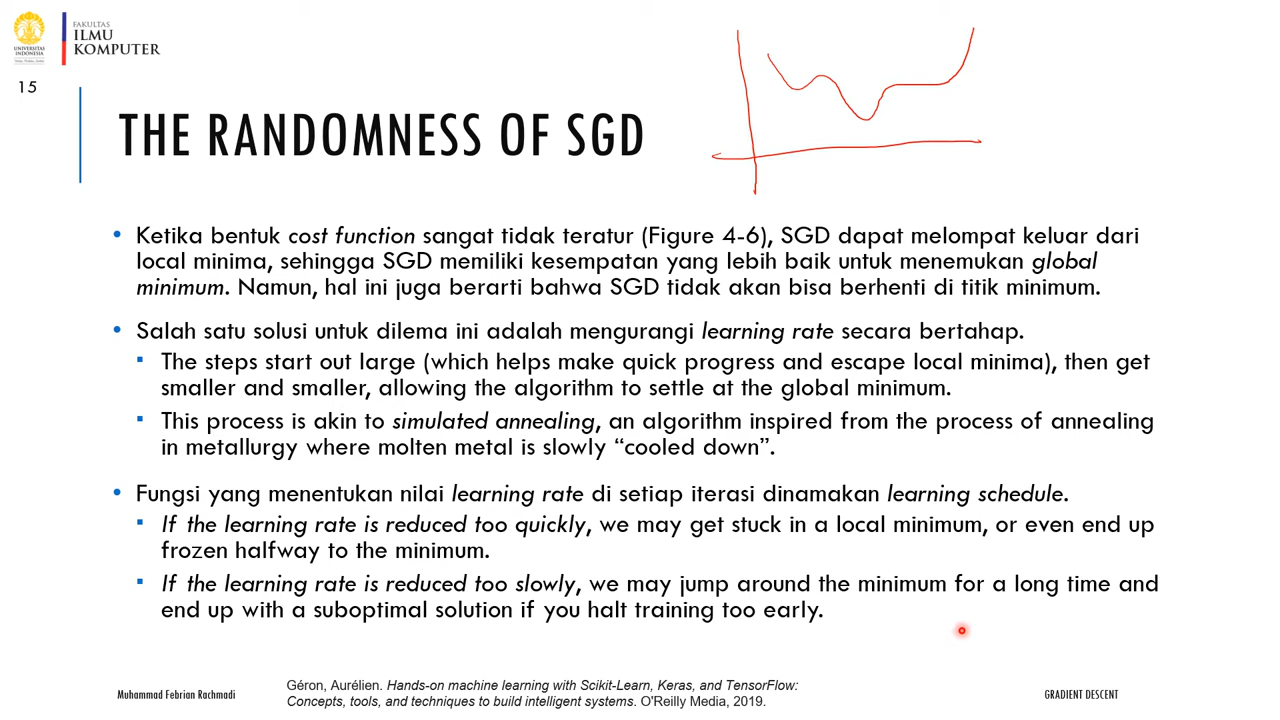 UNIVERSITAS
INDONESIA
FAKULTAS
ILMU
KOMPUTER
15
THE RANDOMNESS OF SGD
• Ketika bentuk cost function sangat tidak teratur (Figure 4-6), SGD dapat melompat keluar dari
local minima, sehingga SGD memiliki kesempatan yang lebih baik untuk menemukan global
minimum. Namun, hal ini juga berarti bahwa SGD tidak akan bisa berhenti di titik minimum.
• Salah satu solusi untuk dilema ini adalah mengurangi learning rate secara bertahap.
▪ The steps start out large (which helps make quick progress and escape local minima), then get
smaller and smaller, allowing the algorithm to settle at the global minimum.
▪ This process is akin to simulated annealing, an algorithm inspired from the process of annealing
in metallurgy where molten metal is slowly “cooled down”.
• Fungsi yang menentukan nilai learning rate di setiap iterasi dinamakan learning schedule.
▪ If the learning rate is reduced too quickly, we may get stuck in a local minimum, or even end up
frozen halfway to the minimum.
▪ If the learning rate is reduced too slowly, we may jump around the minimum for a long time and
end up with a suboptimal solution if you halt training too early.
Muhammad Febrian Rachmadi
Géron, Aurélien. Hands-on machine learning with Scikit-Learn, Keras, and TensorFlow:
Concepts, tools, and techniques to build intelligent systems. O'Reilly Media, 2019.
GRADIENT DESCENT